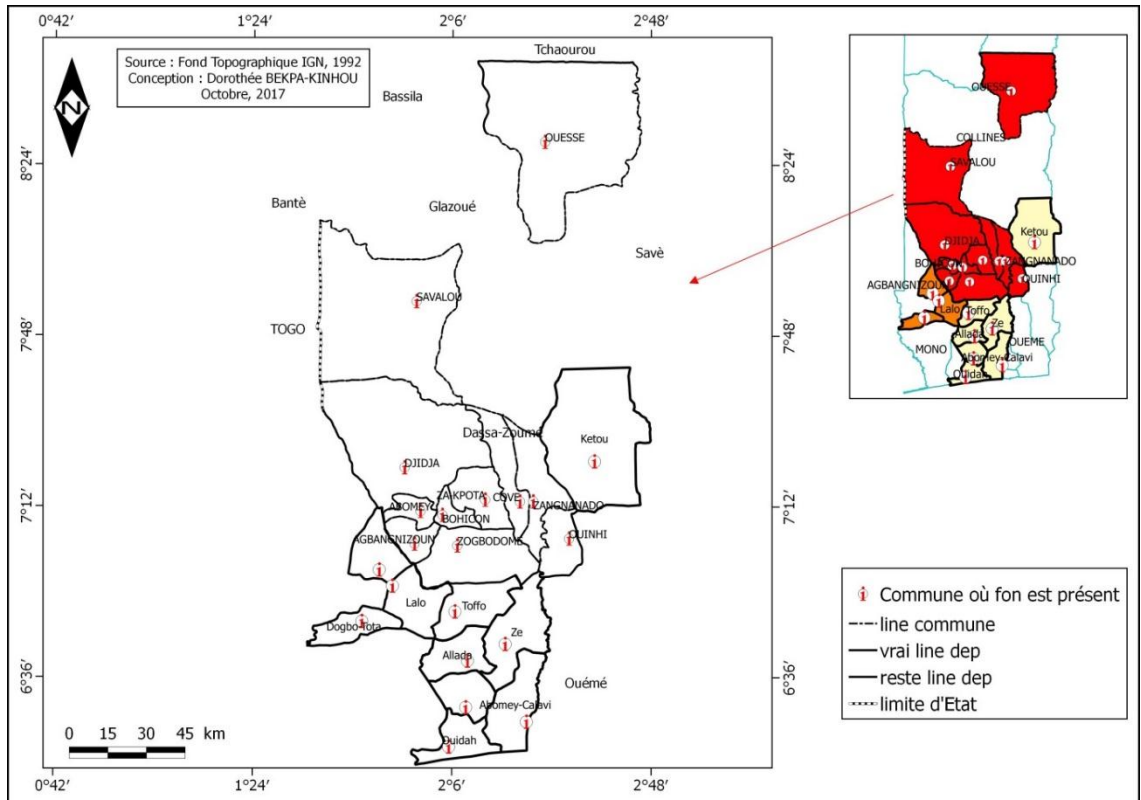 0°42′ 1°24′ 2°6′ 2°48′
Source : Fond Topographique IGN, 1992
Conception : Dorothée BEKPA-KINHOU
Octobre, 2017
N
Tchaourou
Bassila
OUESSE
8°24′
8°24′
Bantè
Glazoué
Savè
SAVALOU
TOGO
7°48′
7°48′
Dassa-Zoumé
Ketou
DJIDJA
7°12′
7°12′
ZA-KPOTA
COVE
ABOMEY
ZANGNANADO
BOHICON
AGBANGNIZOUN
ZOGBODOME
OUINHI
Lalo
Toffo
Dogbo-Tota
Ze
Allada
6°36′
6°36′
Ouémé
Abomey-Calavi
Ouidah
0 15 30 45 km
0°42′ 1°24′ 2°6′ 2°48′
OUESSE
COLLINES
SAVALOU
Ketou
DJIDJA
ZANGNANADO
OUINHI
AGBANGNIZOUN
Lalo
Toffo
Ze
Allada
OUEME
MONO
Abomey-Calavi
Ouidah
i Commune où fon est présent
line commune
vrai line dep
reste line dep
limite d'Etat